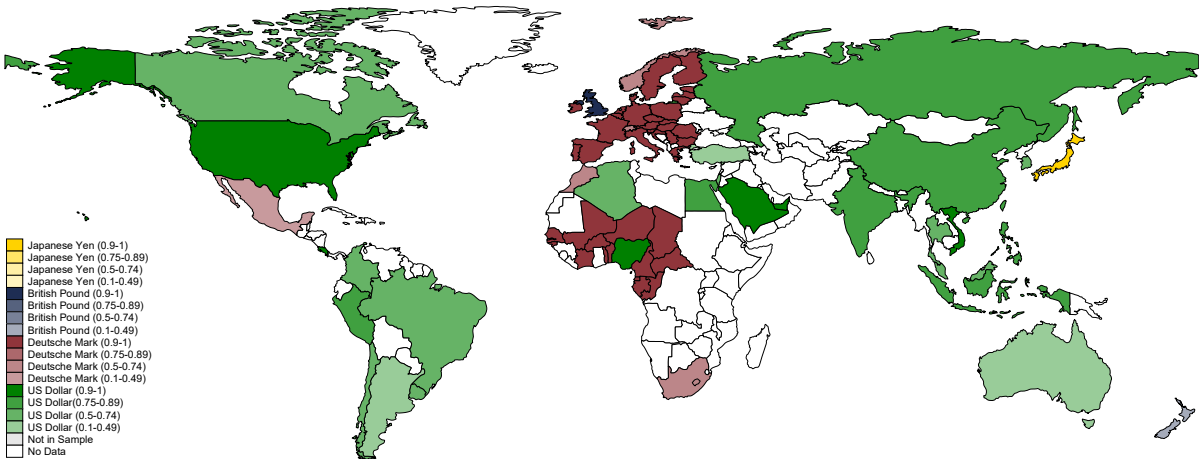 Japanese Yen (0.9-1)
Japanese Yen (0.75-0.89)
Japanese Yen (0.5-0.74)
Japanese Yen (0.1-0.49)
British Pound (0.9-1)
British Pound (0.75-0.89)
British Pound (0.5-0.74)
British Pound (0.1-0.49)
Deutsche Mark (0.9-1)
Deutsche Mark (0.75-0.89)
Deutsche Mark (0.5-0.74)
Deutsche Mark (0.1-0.49)
US Dollar (0.9-1)
US Dollar(0.75-0.89)
US Dollar (0.5-0.74)
US Dollar (0.1-0.49)
Not in Sample
No Data